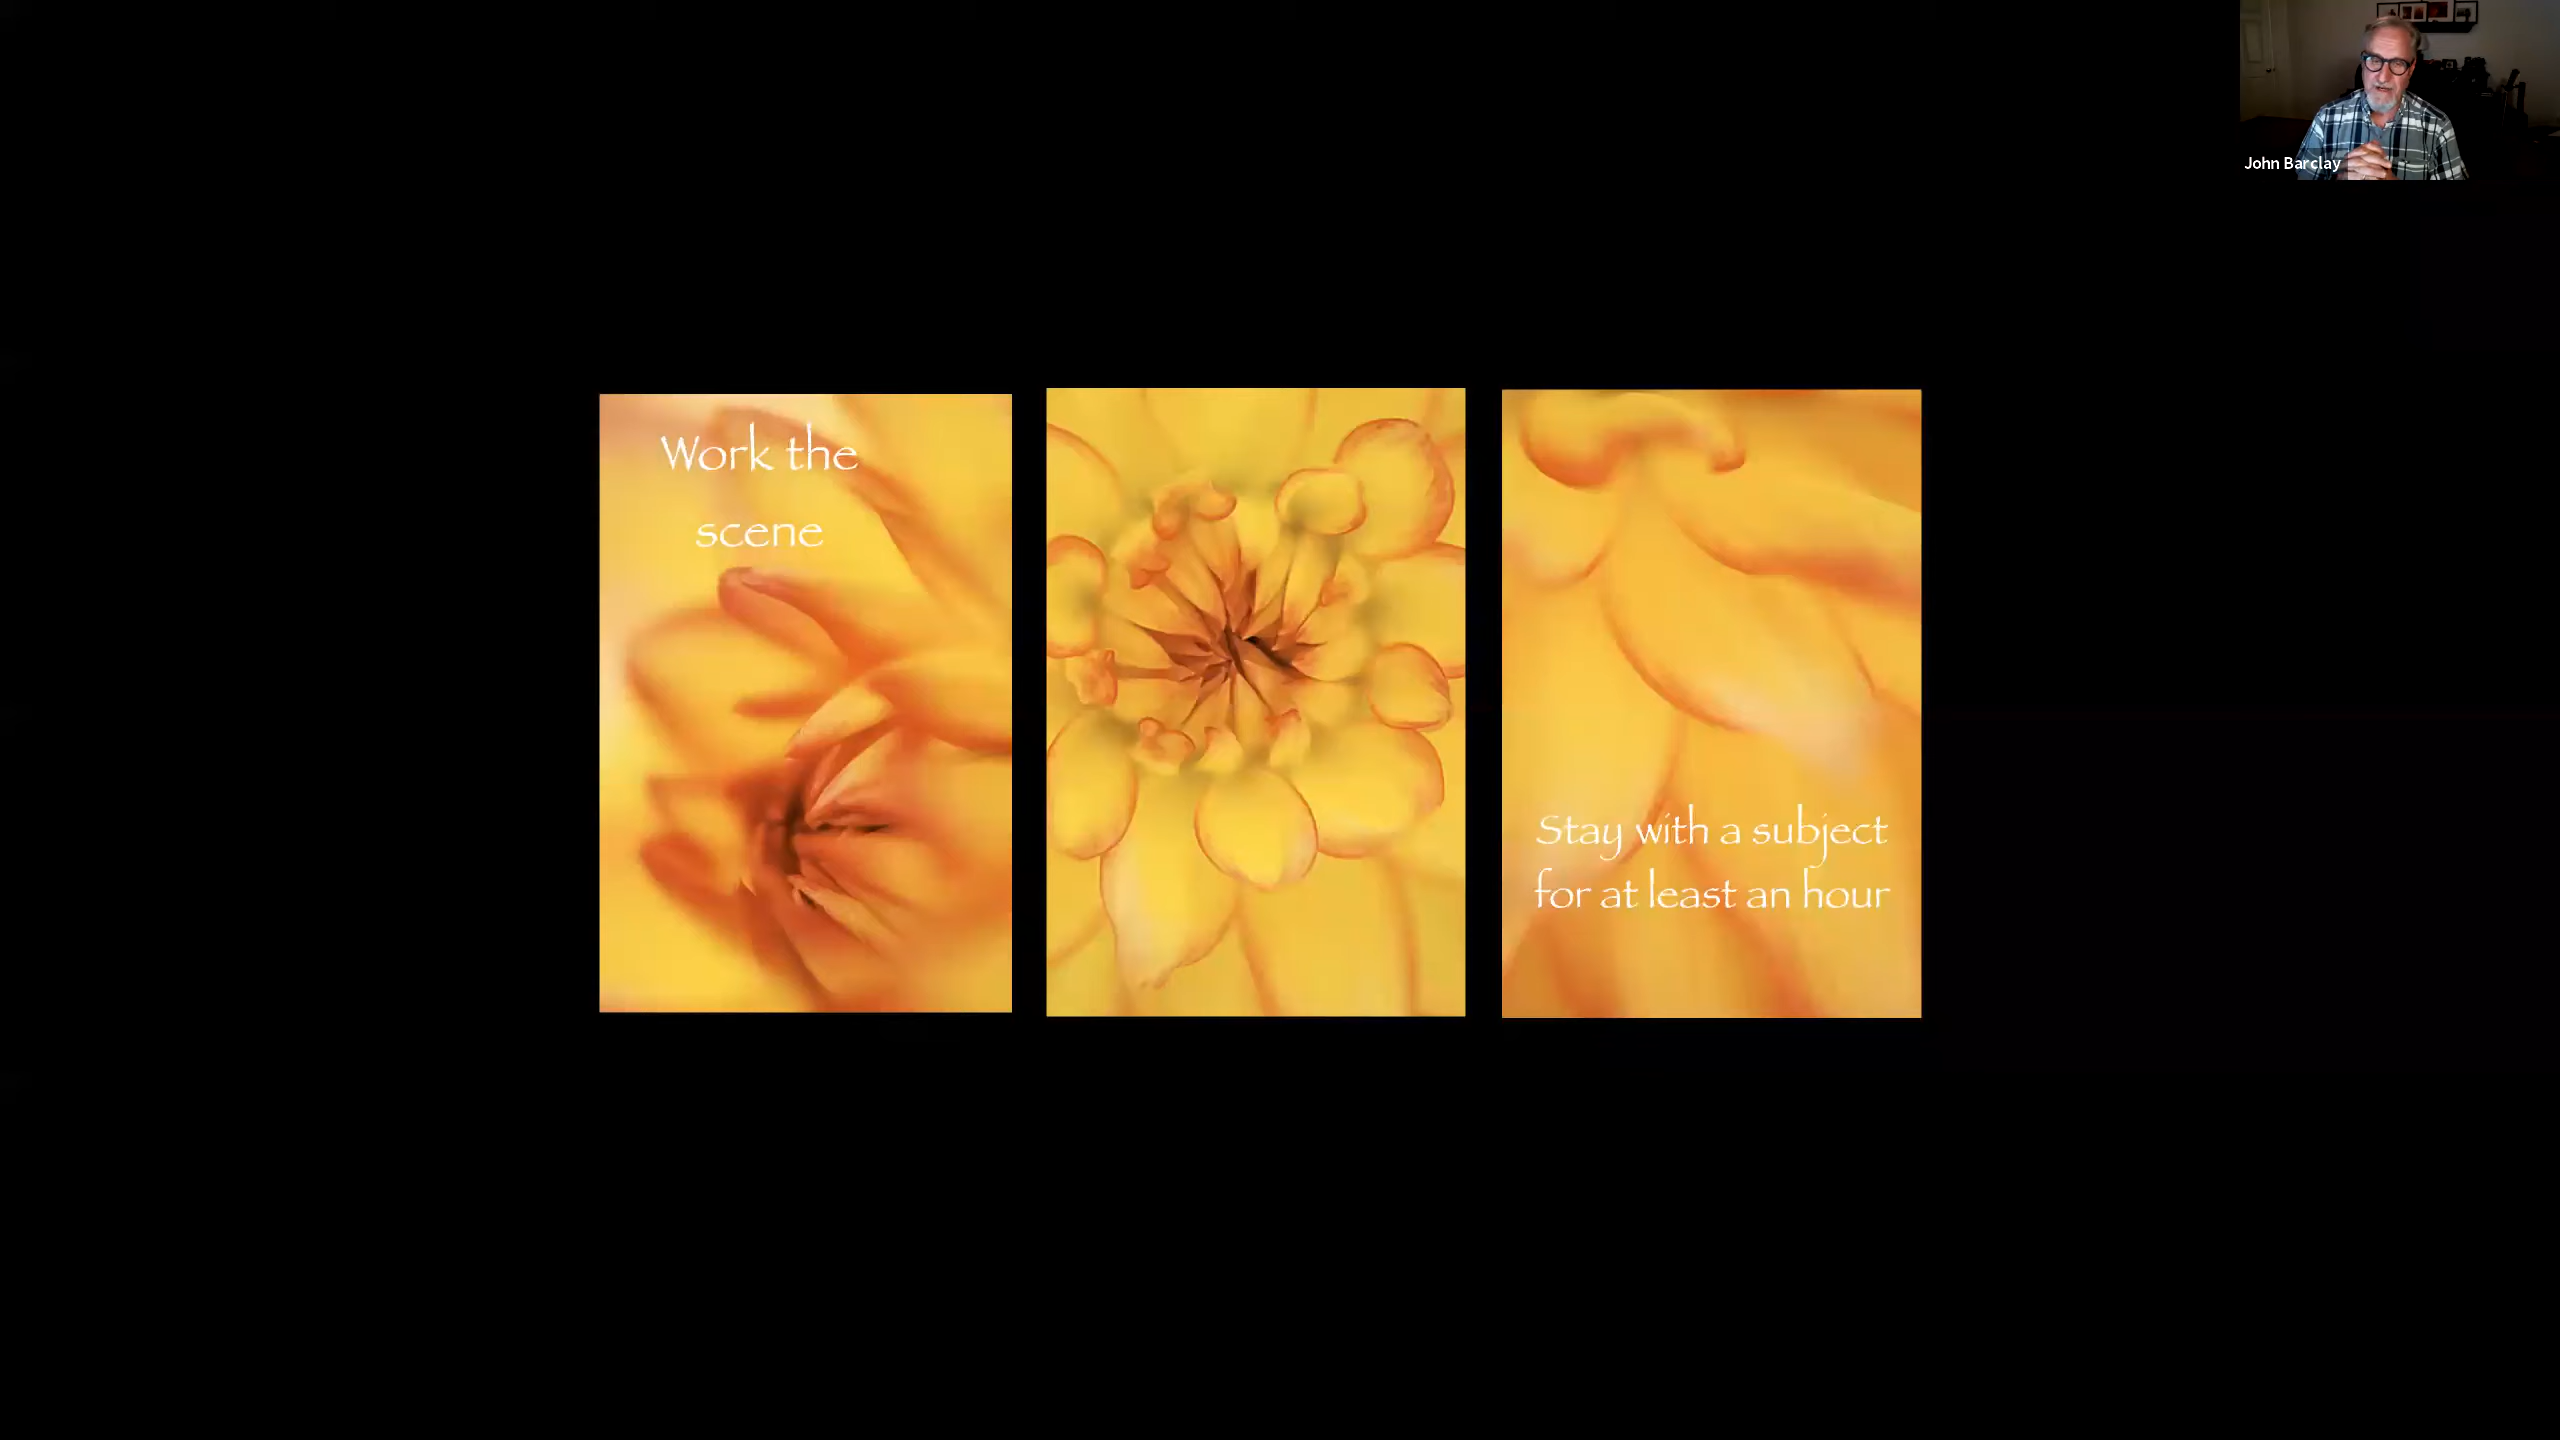 John Barclay
Work the
scene
Stay with a subject
for at least an hour